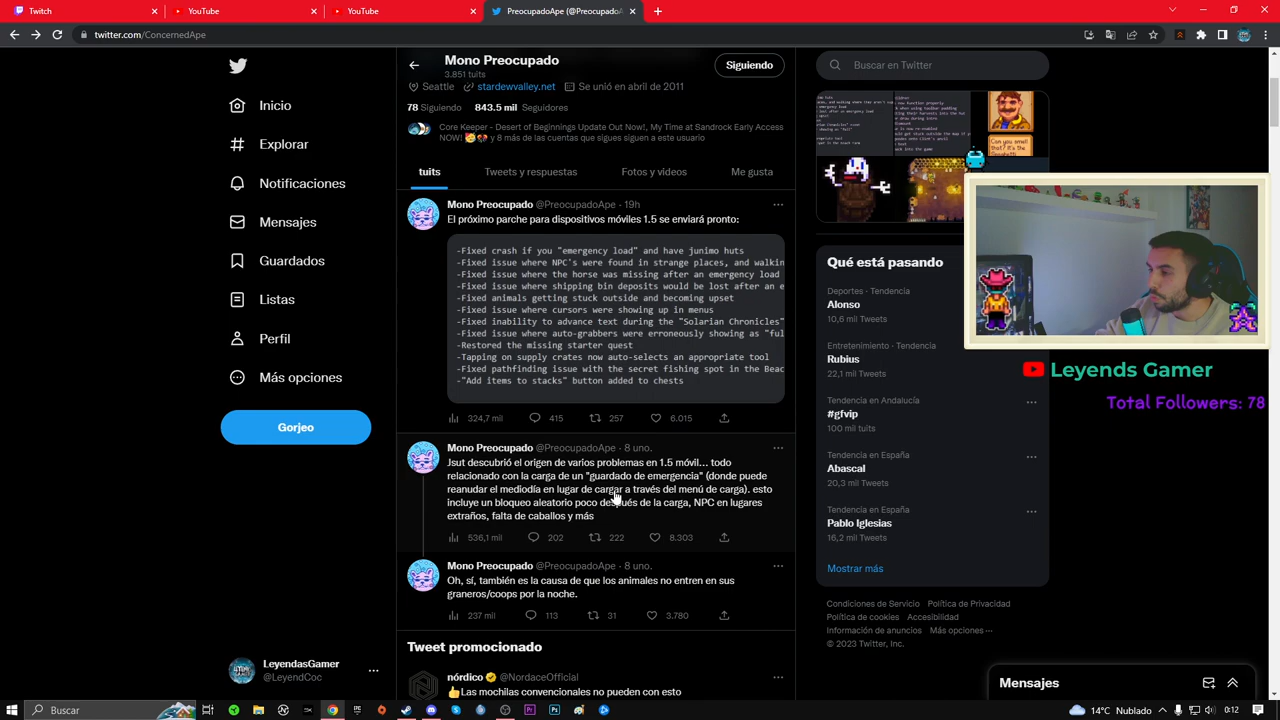 Twitch
YouTube
YouTube
PreocupadoApe (@PreocupadoA
twitter.com/ConcernedApe
Mono Preocupado
3.851 tuits
Siguiendo
Seattle stardewvalley.net Se unió en abril de 2011
78 Siguiendo 843.5 mil Seguidores
Core Keeper - Desert of Beginnings Update Out Now!, My Time at Sandrock Early Access
NOW! y 8 más de las cuentas que sigues siguen a este usuario
tuits
Tweets y respuestas
Fotos y videos
Me gusta
Inicio
Explorar
Notificaciones
Mensajes
Guardados
Listas
Perfil
Más opciones
Gorjeo
LeyendasGamer
@LeyendCoc
Mono Preocupado @PreocupadoApe · 19h
El próximo parche para dispositivos móviles 1.5 se enviará pronto:
-Fixed crash if you "emergency load" and have junimo huts
-Fixed issue where NPC's were found in strange places, and walkin
-Fixed issue where the horse was missing after an emergency load
-Fixed issue where shipping bin deposits would be lost after an e
-Fixed animals getting stuck outside and becoming upset
-Fixed issue where cursors were showing up in menus
-Fixed inability to advance text during the "Solarian Chronicles"
-Fixed issue where auto-grabbers were erroneously showing as "ful
-Restored the missing starter quest
-Tapping on supply crates now auto-selects an appropriate tool
-Fixed pathfinding issue with the secret fishing spot in the Beac
-"Add items to stacks" button added to chests
324,7 mil 415 257 6.015
Mono Preocupado @PreocupadoApe · 8 uno.
Jsut descubrió el origen de varios problemas en 1.5 móvil... todo
relacionado con la carga de un "guardado de emergencia" (donde puede
reanudar el mediodía en lugar de cargar a través del menú de carga). esto
incluye un bloqueo aleatorio poco después de la carga, NPC en lugares
extraños, falta de caballos y más
536,1 mil 202 222 8.303
Mono Preocupado @PreocupadoApe · 8 uno.
Oh, sí, también es la causa de que los animales no entren en sus
graneros/coops por la noche.
237 mil 113 31 3.780
Tweet promocionado
nórdico @NordaceOfficial
Las mochilas convencionales no pueden con esto
Buscar en Twitter
Can you smell
that? It's the
Qué está pasando
Deportes · Tendencia
Alonso
10,6 mil Tweets
Entretenimiento · Tendencia
Rubius
22,1 mil Tweets
Tendencia en Andalucía
#gfvip
100 mil tuits
Tendencia en España
Abascal
20,3 mil Tweets
Tendencia en España
Pablo Iglesias
16,2 mil Tweets
Mostrar más
Condiciones de Servicio Política de Privacidad
Política de cookies Accesibilidad
Información de anuncios Más opciones
© 2023 Twitter, Inc.
Leyends Gamer
Total Followers: 78
Mensajes
Buscar
14°C Nublado
0:12